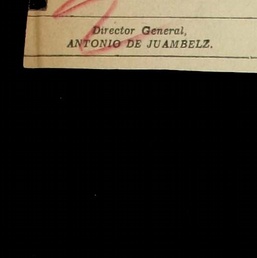 Director General,
ANTONIO DE JUAMBELZ.